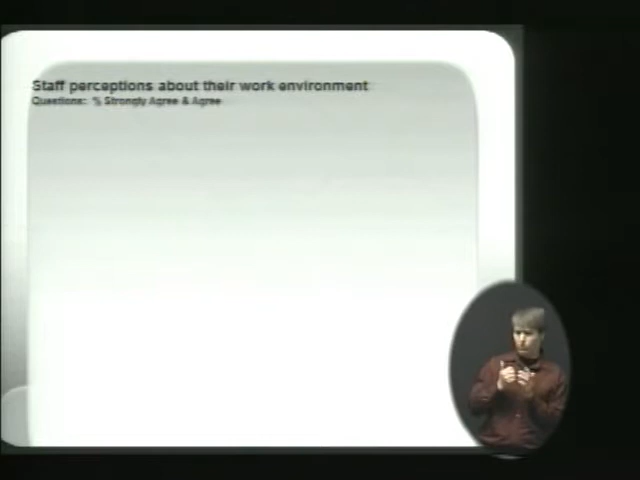 Staff perceptions about their work environment
Questions: % Strongly Agree & Agree